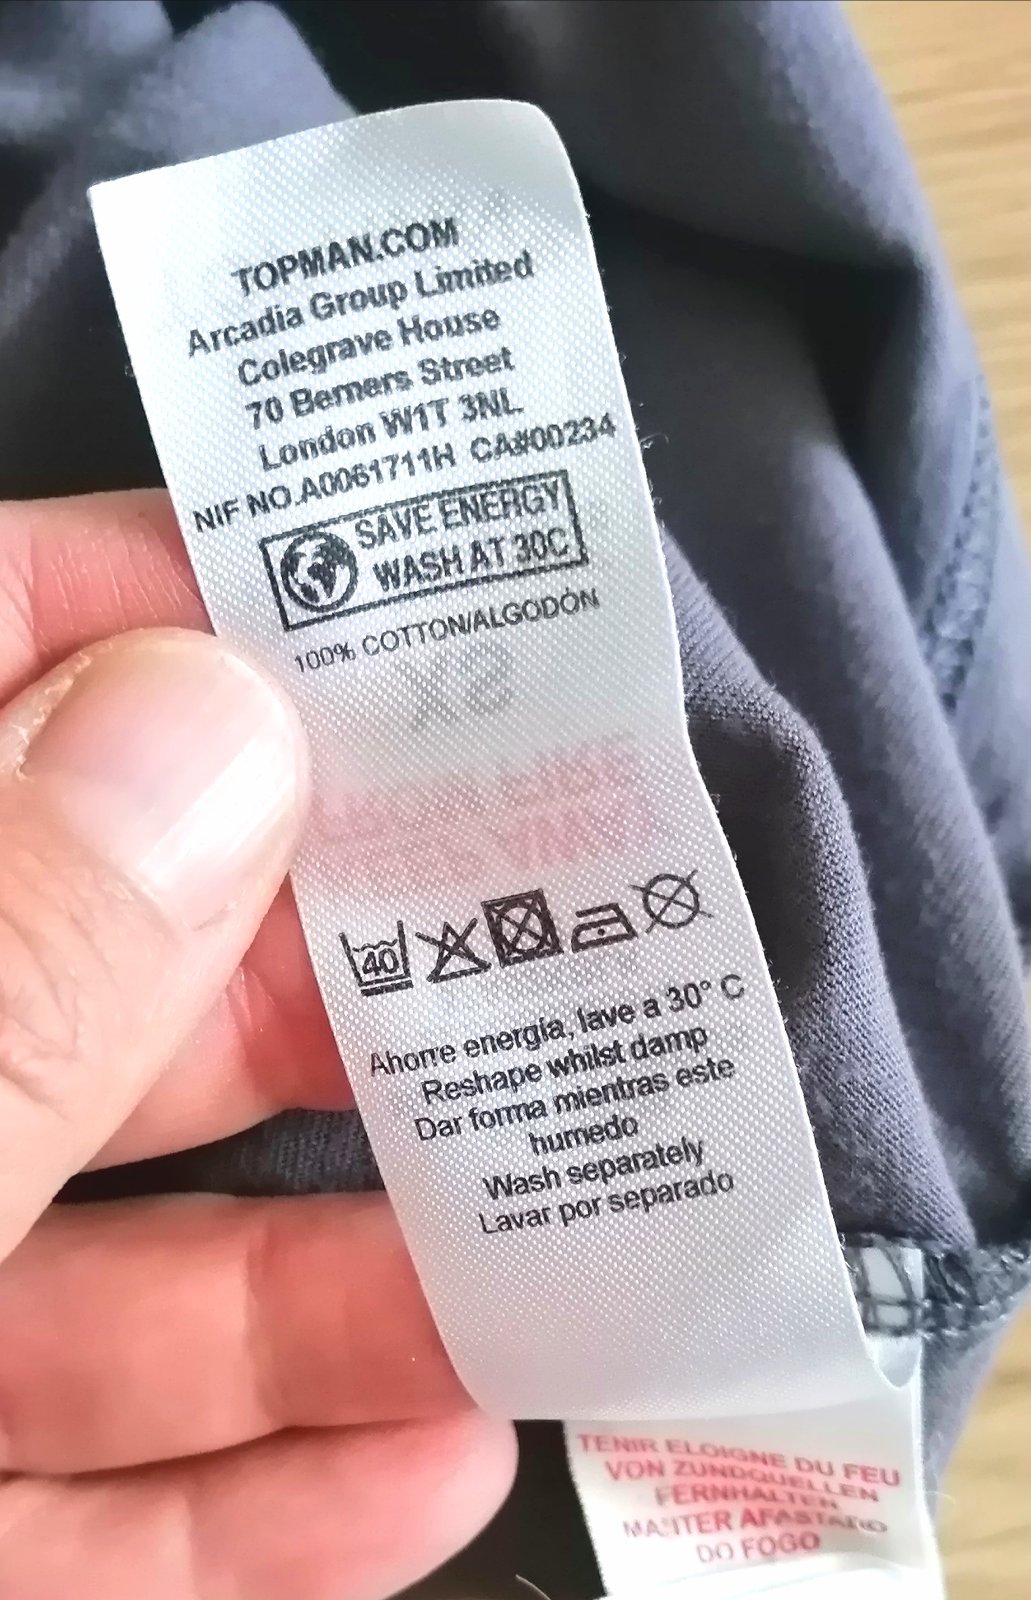 TOPMAN.COM
Arcadia Group Limited
Colegrave House
70 Berners Street
London W1T 3NL
NIF NO.A0061711H CA#00234
SAVE ENERGY
WASH AT 30C
100% COTTON/ALGODÓN
40
Ahorre energía, lave a 30° C
Reshape whilst damp
Dar forma mientras este
humedo
Wash separately
Lavar por separado
TENIR ELOIGNE DU FEU
VON ZUNDQUELLEN
FERNHALTEN
MANTER AFASTADO
DO FOGO